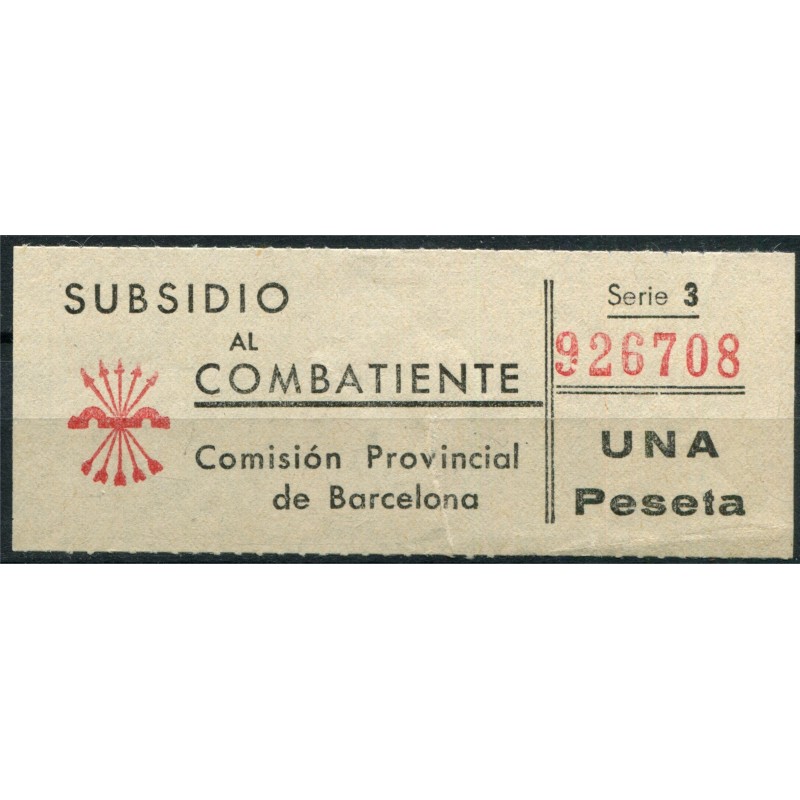 SUBSIDIO
AL
COMBATIENTE
Comisión Provincial
de Barcelona
Serie 3
926708
UNA
Peseta